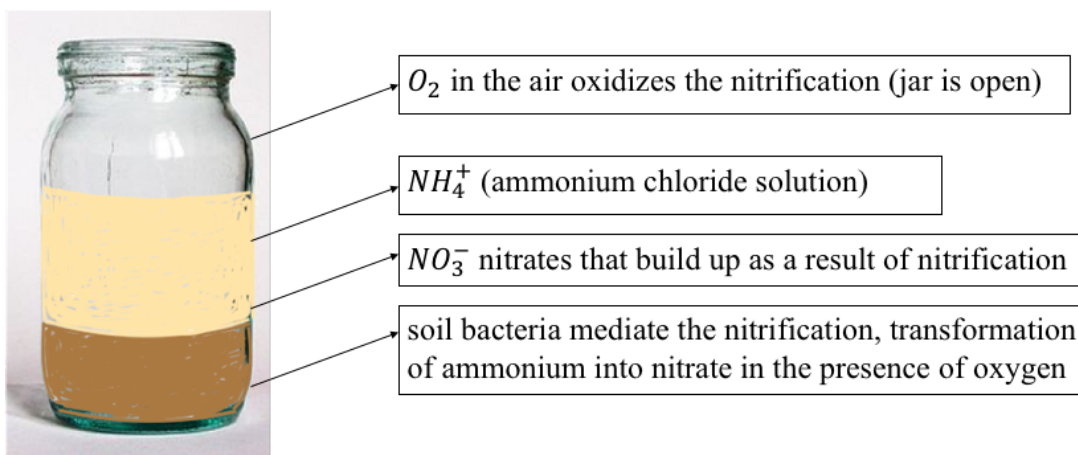 O₂ in the air oxidizes the nitrification (jar is open)
NH₄⁺ (ammonium chloride solution)
NO₃⁻ nitrates that build up as a result of nitrification
soil bacteria mediate the nitrification, transformation
of ammonium into nitrate in the presence of oxygen